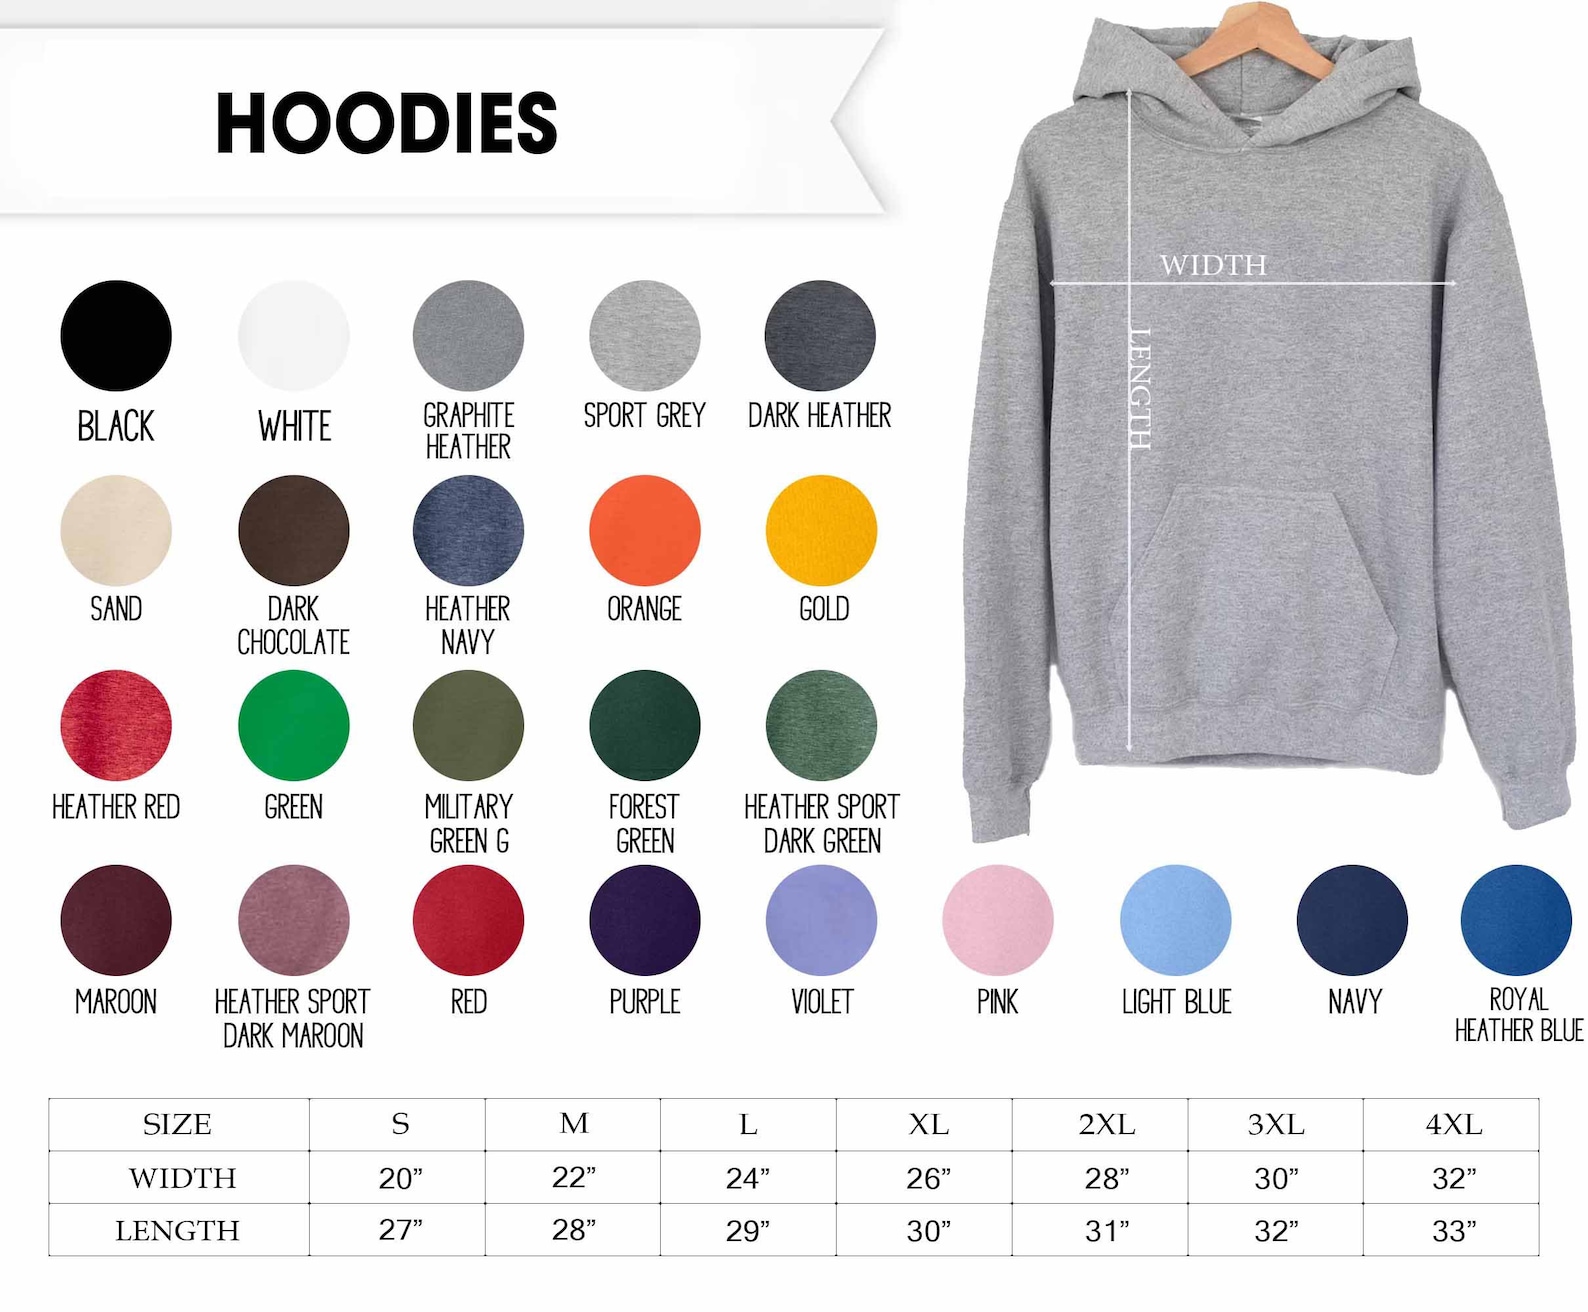 HOODIES
WIDTH
LENGTH
BLACK
WHITE
GRAPHITE
HEATHER
SPORT GREY
DARK HEATHER
SAND
DARK
CHOCOLATE
HEATHER
NAVY
ORANGE
GOLD
HEATHER RED
GREEN
MILITARY
GREEN G
FOREST
GREEN
HEATHER SPORT
DARK GREEN
MAROON
HEATHER SPORT
DARK MAROON
RED
PURPLE
VIOLET
PINK
LIGHT BLUE
NAVY
ROYAL
HEATHER BLUE
SIZE S M L XL 2XL 3XL 4XL
WIDTH 20” 22” 24” 26” 28” 30” 32”
LENGTH 27” 28” 29” 30” 31” 32” 33”